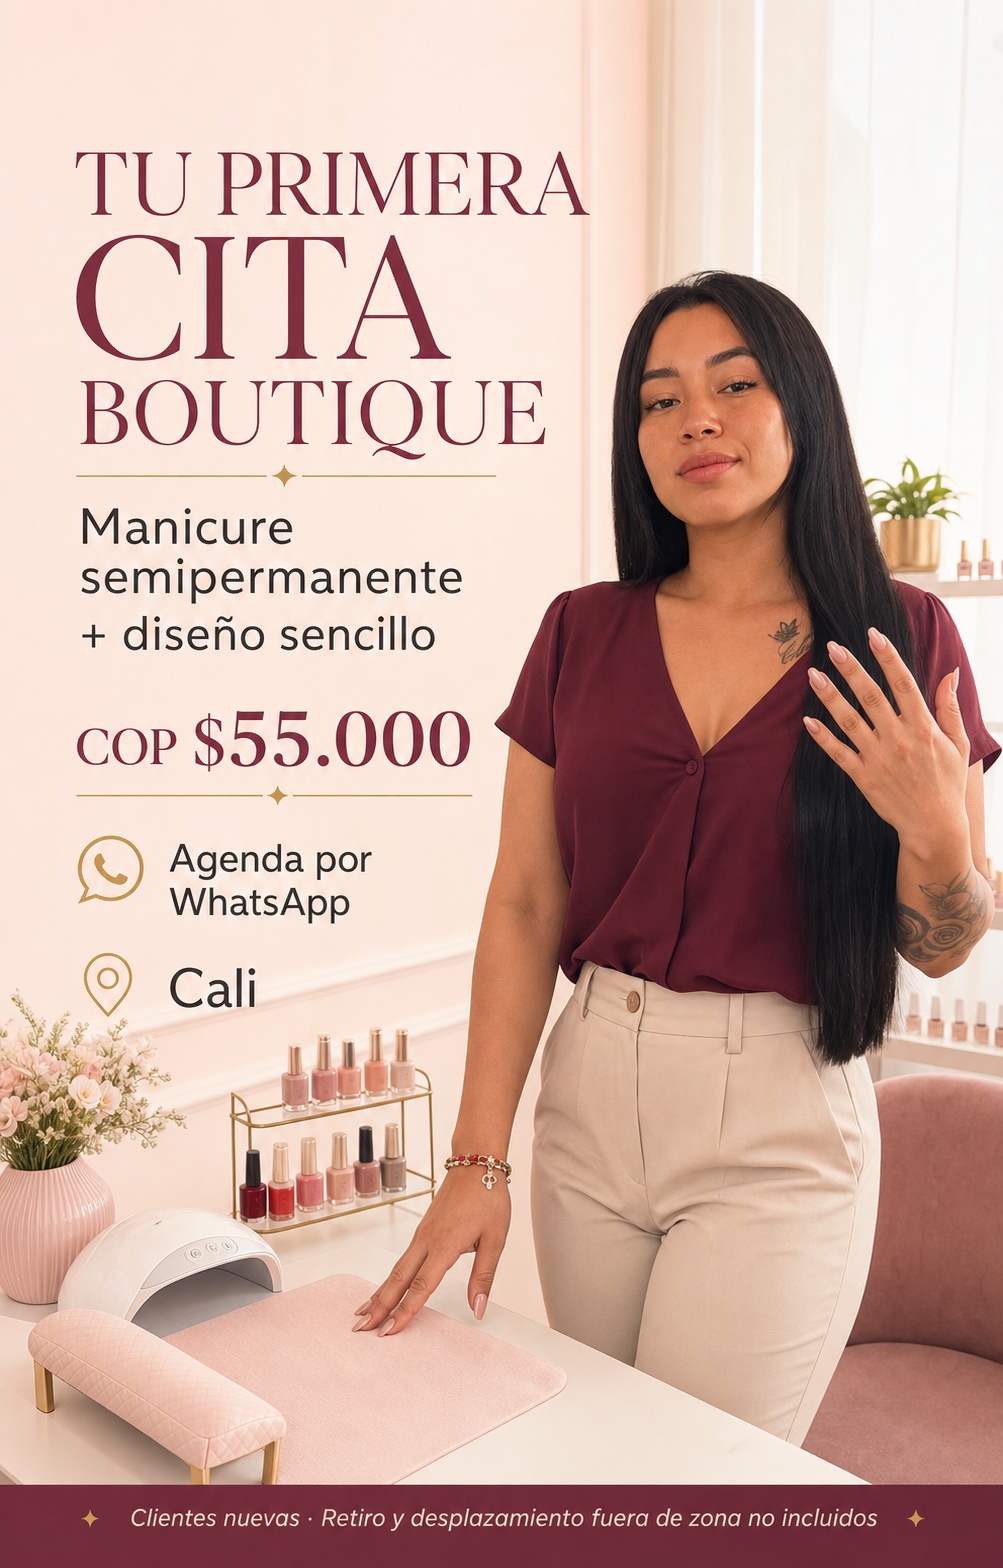 TU PRIMERA
CITA
BOUTIQUE
Manicure
semipermanente
+ diseño sencillo
COP $55.000
Agenda por
WhatsApp
Cali
Clientes nuevas · Retiro y desplazamiento fuera de zona no incluidos